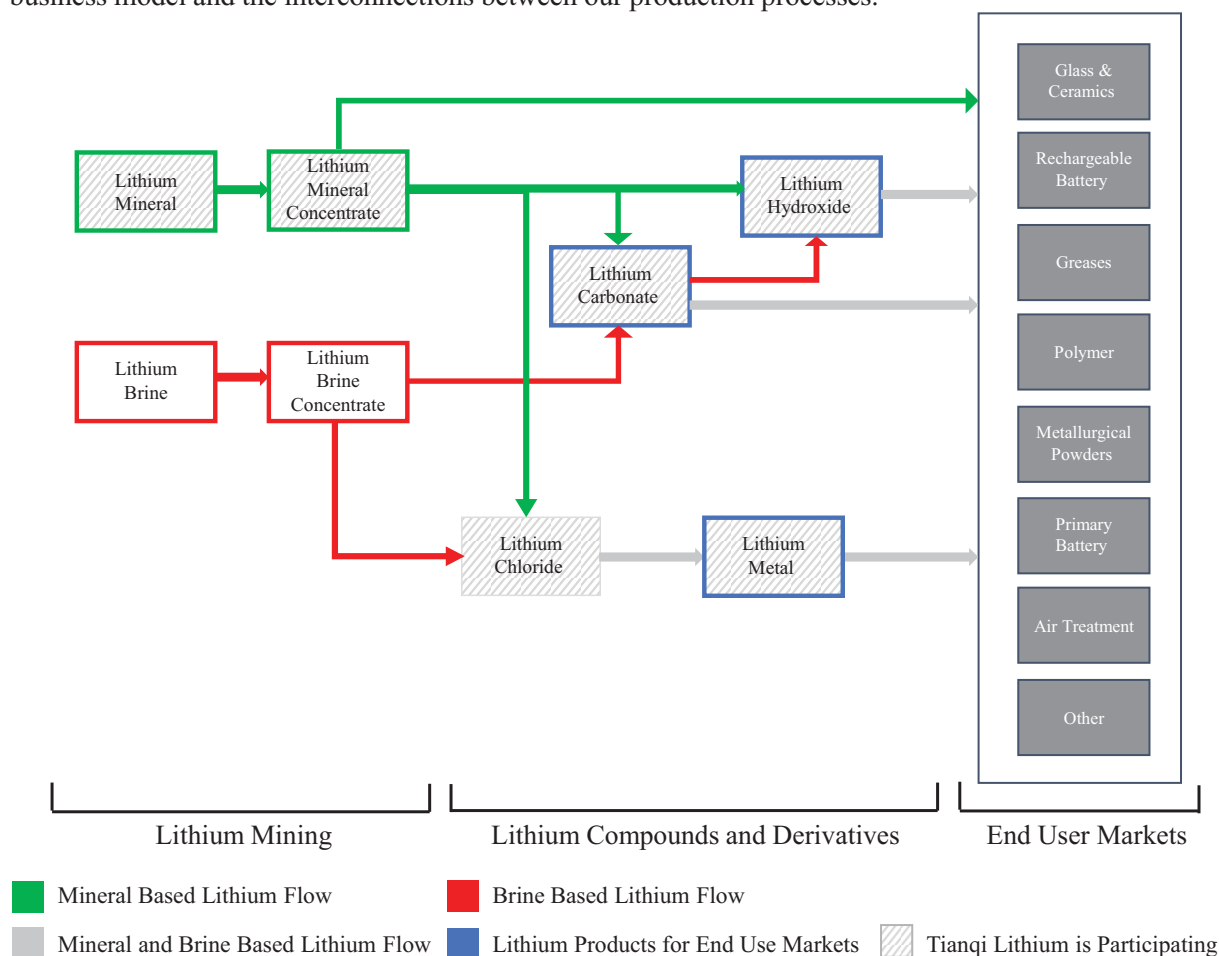 business model and the interconnections between our production processes.
Glass &
Ceramics
Lithium
Mineral
Lithium
Mineral
Concentrate
Lithium
Hydroxide
Rechargeable
Battery
Lithium
Carbonate
Greases
Lithium
Brine
Lithium
Brine
Concentrate
Polymer
Metallurgical
Powders
Lithium
Chloride
Lithium
Metal
Primary
Battery
Air Treatment
Other
Lithium Mining
Lithium Compounds and Derivatives
End User Markets
Mineral Based Lithium Flow
Brine Based Lithium Flow
Mineral and Brine Based Lithium Flow
Lithium Products for End Use Markets
Tianqi Lithium is Participating